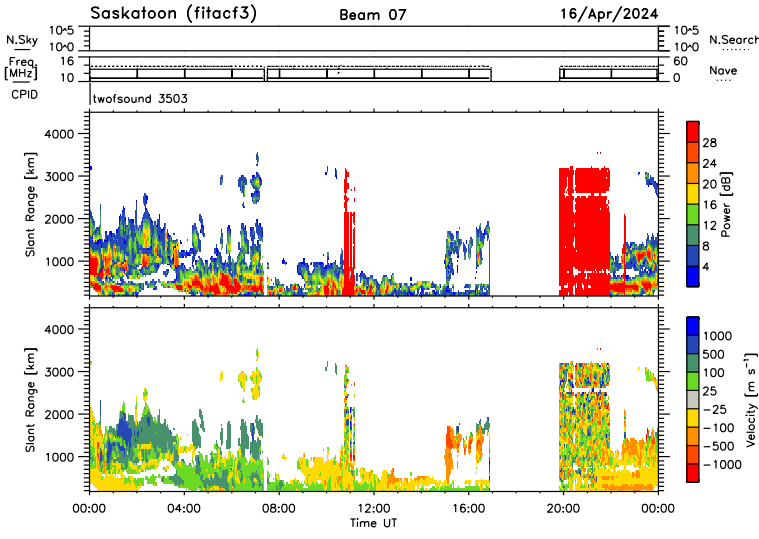 Saskatoon (fitacf3) Beam 07 16/Apr/2024
N.Sky 10^5 10^0 10^5 10^0 N.Search
Freq. [MHz] 16 10 60 0 Nave
CPID twofsound 3503
Slant Range [km] 4000 3000 2000 1000
Power [dB] 28 24 20 16 12 8 4
Slant Range [km] 4000 3000 2000 1000
Velocity [m s⁻¹] 1000 500 100 25 −25 −100 −500 −1000
00:00 04:00 08:00 12:00 16:00 20:00 00:00
Time UT